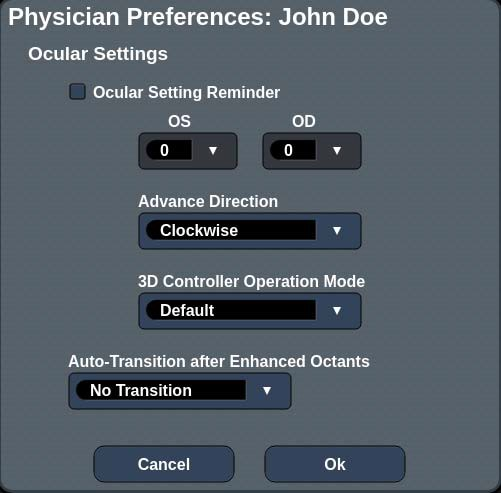 Physician Preferences: John Doe
Ocular Settings
Ocular Setting Reminder
OS OD
0 0
Advance Direction
Clockwise
3D Controller Operation Mode
Default
Auto-Transition after Enhanced Octants
No Transition
Cancel Ok